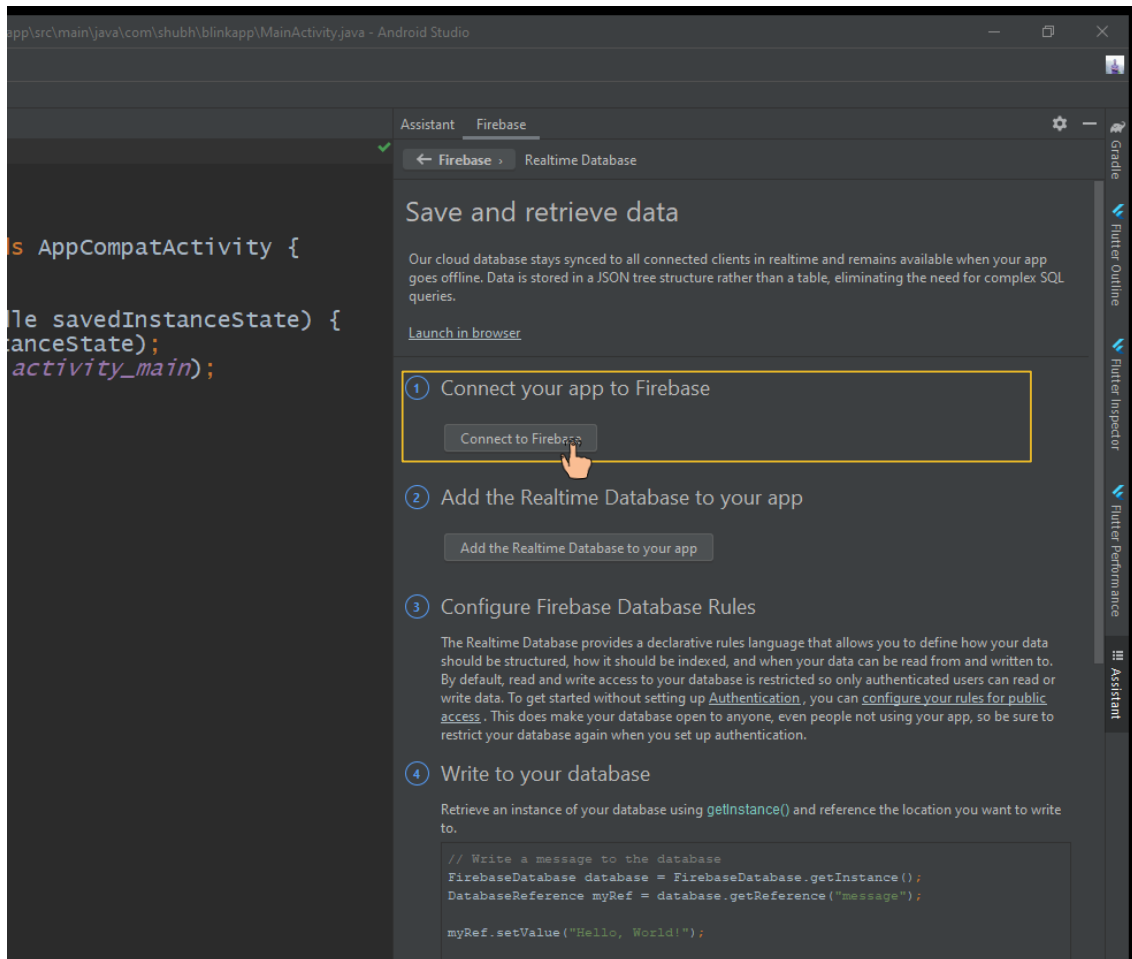 app\src\main\java\com\shubh\blinkapp\MainActivity.java - Android Studio
Assistant Firebase
← Firebase › Realtime Database
Save and retrieve data
Our cloud database stays synced to all connected clients in realtime and remains available when your app
goes offline. Data is stored in a JSON tree structure rather than a table, eliminating the need for complex SQL
queries.
Launch in browser
1 Connect your app to Firebase
Connect to Firebase
2 Add the Realtime Database to your app
Add the Realtime Database to your app
3 Configure Firebase Database Rules
The Realtime Database provides a declarative rules language that allows you to define how your data
should be structured, how it should be indexed, and when your data can be read from and written to.
By default, read and write access to your database is restricted so only authenticated users can read or
write data. To get started without setting up Authentication , you can configure your rules for public
access . This does make your database open to anyone, even people not using your app, so be sure to
restrict your database again when you set up authentication.
4 Write to your database
Retrieve an instance of your database using getInstance() and reference the location you want to write
to.
// Write a message to the database
FirebaseDatabase database = FirebaseDatabase.getInstance();
DatabaseReference myRef = database.getReference("message");
myRef.setValue("Hello, World!");
ds AppCompatActivity {
lle savedInstanceState) {
tanceState);
activity_main);
Gradle
Flutter Outline
Flutter Inspector
Flutter Performance
Assistant